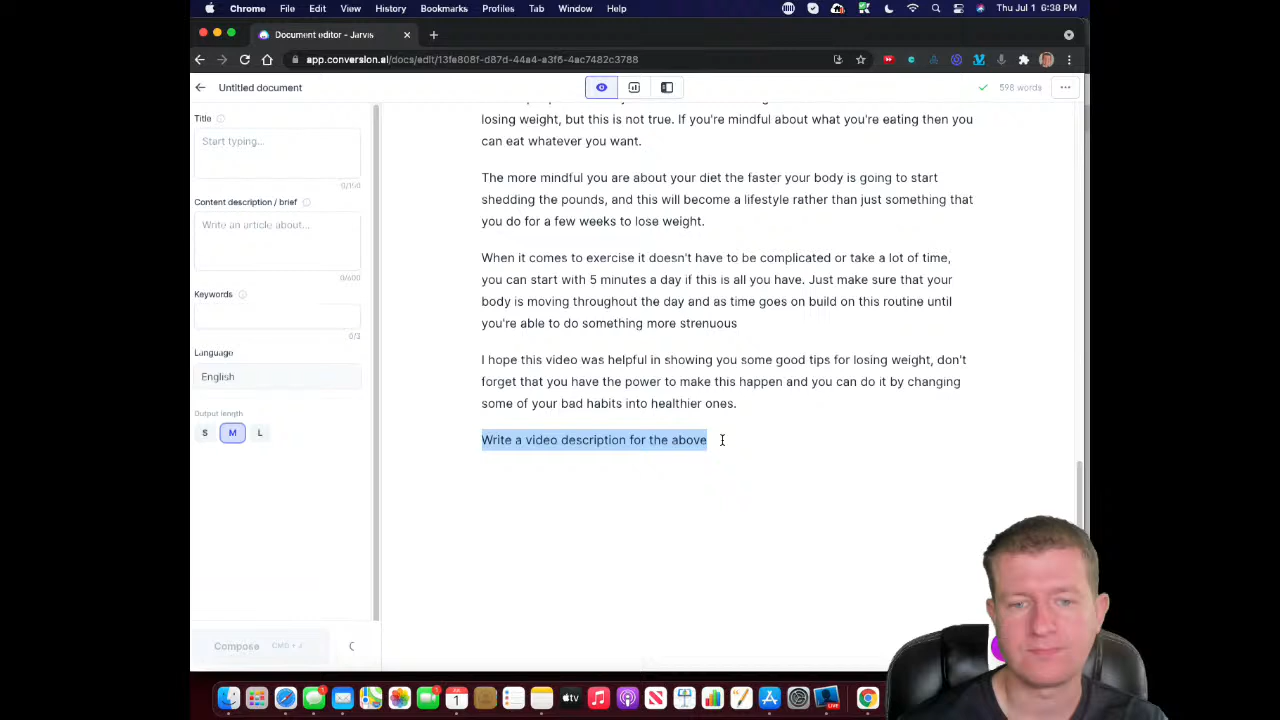 Chrome File Edit View History Bookmarks Profiles Tab Window Help Thu Jul 1 6:38 PM
Document editor - Jarvis
app.conversion.ai/docs/edit/13fe808f-d87d-44a4-a3f6-4ac7482c3788
Untitled document
598 words
Title
Start typing...
0/150
Content description / brief
Write an article about...
0/600
Keywords
0/3
Language
English
Output length
S M L
Compose CMD + J
losing weight, but this is not true. If you're mindful about what you're eating then you
can eat whatever you want.
The more mindful you are about your diet the faster your body is going to start
shedding the pounds, and this will become a lifestyle rather than just something that
you do for a few weeks to lose weight.
When it comes to exercise it doesn't have to be complicated or take a lot of time,
you can start with 5 minutes a day if this is all you have. Just make sure that your
body is moving throughout the day and as time goes on build on this routine until
you're able to do something more strenuous
I hope this video was helpful in showing you some good tips for losing weight, don't
forget that you have the power to make this happen and you can do it by changing
some of your bad habits into healthier ones.
Write a video description for the above
tv